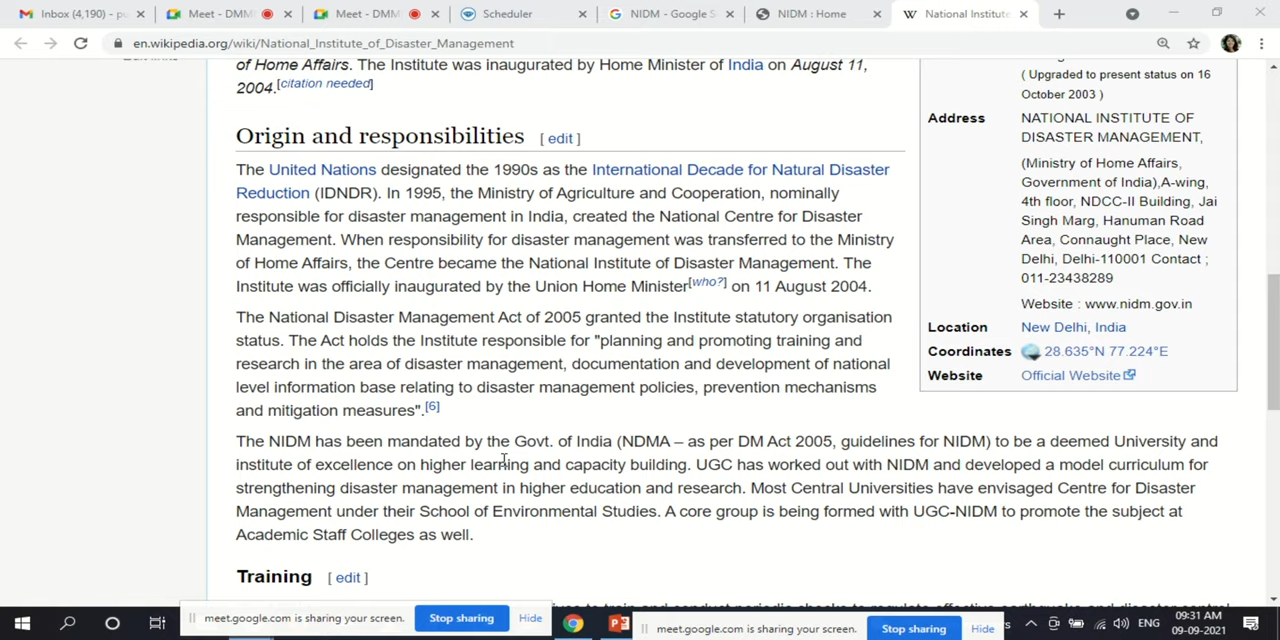 Inbox (4,190) - pu
Meet - DMM
Meet - DMM
Scheduler
NIDM - Google S
NIDM : Home
National Institute
en.wikipedia.org/wiki/National_Institute_of_Disaster_Management
of Home Affairs. The Institute was inaugurated by Home Minister of India on August 11,
2004.[citation needed]
Origin and responsibilities [ edit ]
The United Nations designated the 1990s as the International Decade for Natural Disaster
Reduction (IDNDR). In 1995, the Ministry of Agriculture and Cooperation, nominally
responsible for disaster management in India, created the National Centre for Disaster
Management. When responsibility for disaster management was transferred to the Ministry
of Home Affairs, the Centre became the National Institute of Disaster Management. The
Institute was officially inaugurated by the Union Home Minister[who?] on 11 August 2004.
The National Disaster Management Act of 2005 granted the Institute statutory organisation
status. The Act holds the Institute responsible for "planning and promoting training and
research in the area of disaster management, documentation and development of national
level information base relating to disaster management policies, prevention mechanisms
and mitigation measures".[6]
The NIDM has been mandated by the Govt. of India (NDMA – as per DM Act 2005, guidelines for NIDM) to be a deemed University and
institute of excellence on higher learning and capacity building. UGC has worked out with NIDM and developed a model curriculum for
strengthening disaster management in higher education and research. Most Central Universities have envisaged Centre for Disaster
Management under their School of Environmental Studies. A core group is being formed with UGC-NIDM to promote the subject at
Academic Staff Colleges as well.
Training [ edit ]
( Upgraded to present status on 16
October 2003 )
Address
NATIONAL INSTITUTE OF
DISASTER MANAGEMENT,
(Ministry of Home Affairs,
Government of India),A-wing,
4th floor, NDCC-II Building, Jai
Singh Marg, Hanuman Road
Area, Connaught Place, New
Delhi, Delhi-110001 Contact ;
011-23438289
Website : www.nidm.gov.in
Location New Delhi, India
Coordinates 28.635°N 77.224°E
Website Official Website
meet.google.com is sharing your screen. Stop sharing Hide
meet.google.com is sharing your screen. Stop sharing Hide
ENG
09:31 AM
09-09-2021